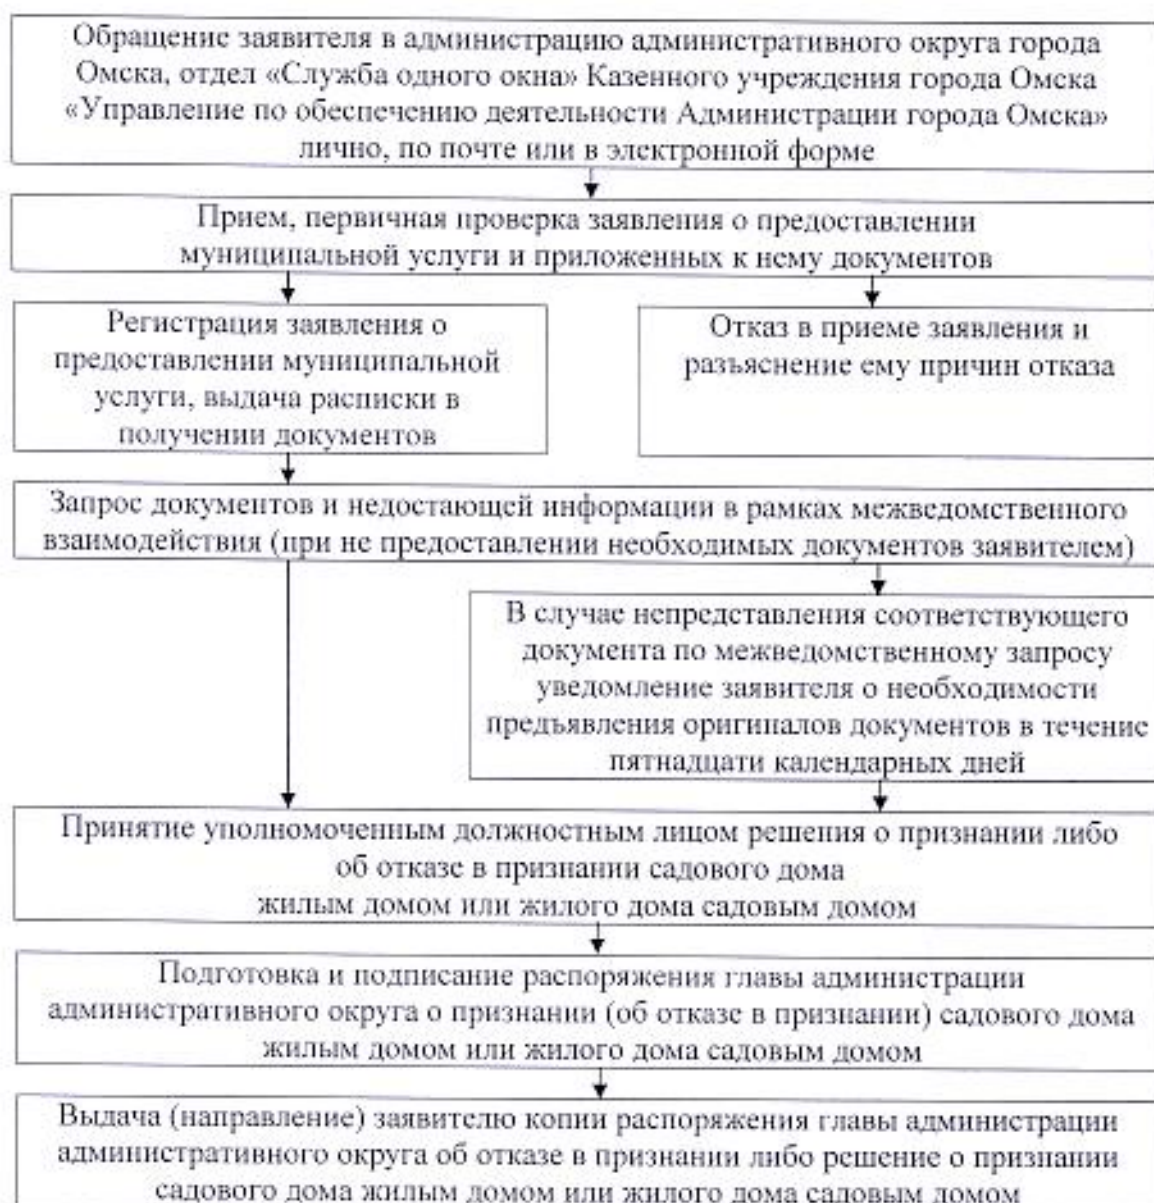 Обращение заявителя в администрацию административного округа города
Омска, отдел «Служба одного окна» Казенного учреждения города Омска
«Управление по обеспечению деятельности Администрации города Омска»
лично, по почте или в электронной форме
Прием, первичная проверка заявления о предоставлении
муниципальной услуги и приложенных к нему документов
Регистрация заявления о
предоставлении муниципальной
услуги, выдача расписки в
получении документов
Отказ в приеме заявления и
разъяснение ему причин отказа
Запрос документов и недостающей информации в рамках межведомственного
взаимодействия (при не предоставлении необходимых документов заявителем)
В случае непредставления соответствующего
документа по межведомственному запросу
уведомление заявителя о необходимости
предъявления оригиналов документов в течение
пятнадцати календарных дней
Принятие уполномоченным должностным лицом решения о признании либо
об отказе в признании садового дома
жилым домом или жилого дома садовым домом
Подготовка и подписание распоряжения главы администрации
административного округа о признании (об отказе в признании) садового дома
жилым домом или жилого дома садовым домом
Выдача (направление) заявителю копии распоряжения главы администрации
административного округа об отказе в признании либо решение о признании
садового дома жилым домом или жилого дома садовым домом